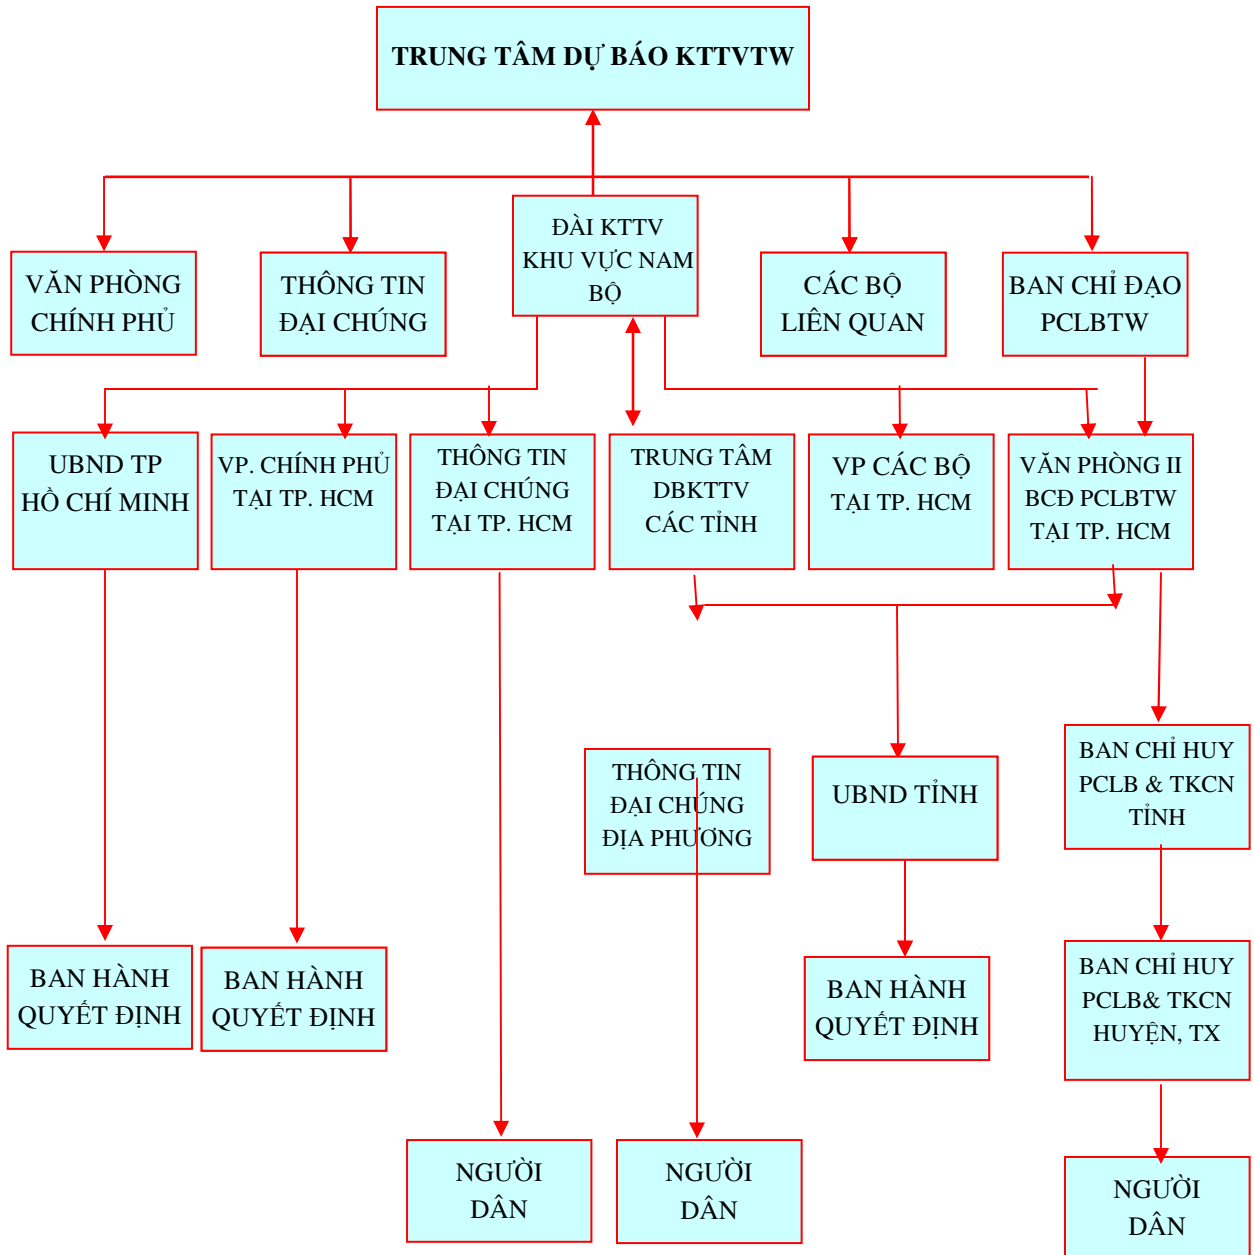 TRUNG TÂM DỰ BÁO KTTVTW
VĂN PHÒNG
CHÍNH PHỦ
THÔNG TIN
ĐẠI CHÚNG
ĐÀI KTTV
KHU VỰC NAM
BỘ
CÁC BỘ
LIÊN QUAN
BAN CHỈ ĐẠO
PCLBTW
UBND TP
HỒ CHÍ MINH
VP. CHÍNH PHỦ
TẠI TP. HCM
THÔNG TIN
ĐẠI CHÚNG
TẠI TP. HCM
TRUNG TÂM
DBKTTV
CÁC TỈNH
VP CÁC BỘ
TẠI TP. HCM
VĂN PHÒNG II
BCĐ PCLBTW
TẠI TP. HCM
THÔNG TIN
ĐẠI CHÚNG
ĐỊA PHƯƠNG
UBND TỈNH
BAN CHỈ HUY
PCLB & TKCN
TỈNH
BAN HÀNH
QUYẾT ĐỊNH
BAN HÀNH
QUYẾT ĐỊNH
BAN HÀNH
QUYẾT ĐỊNH
BAN CHỈ HUY
PCLB& TKCN
HUYỆN, TX
NGƯỜI
DÂN
NGƯỜI
DÂN
NGƯỜI
DÂN